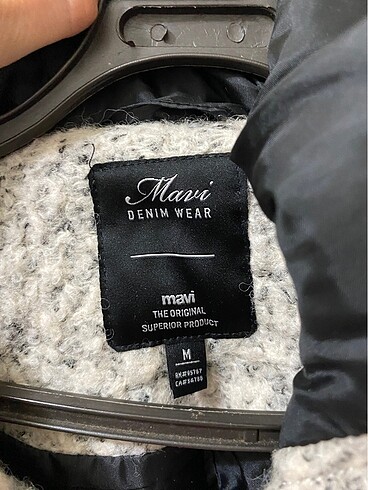 Mavi
DENIM WEAR
mavi
THE ORIGINAL
SUPERIOR PRODUCT
M